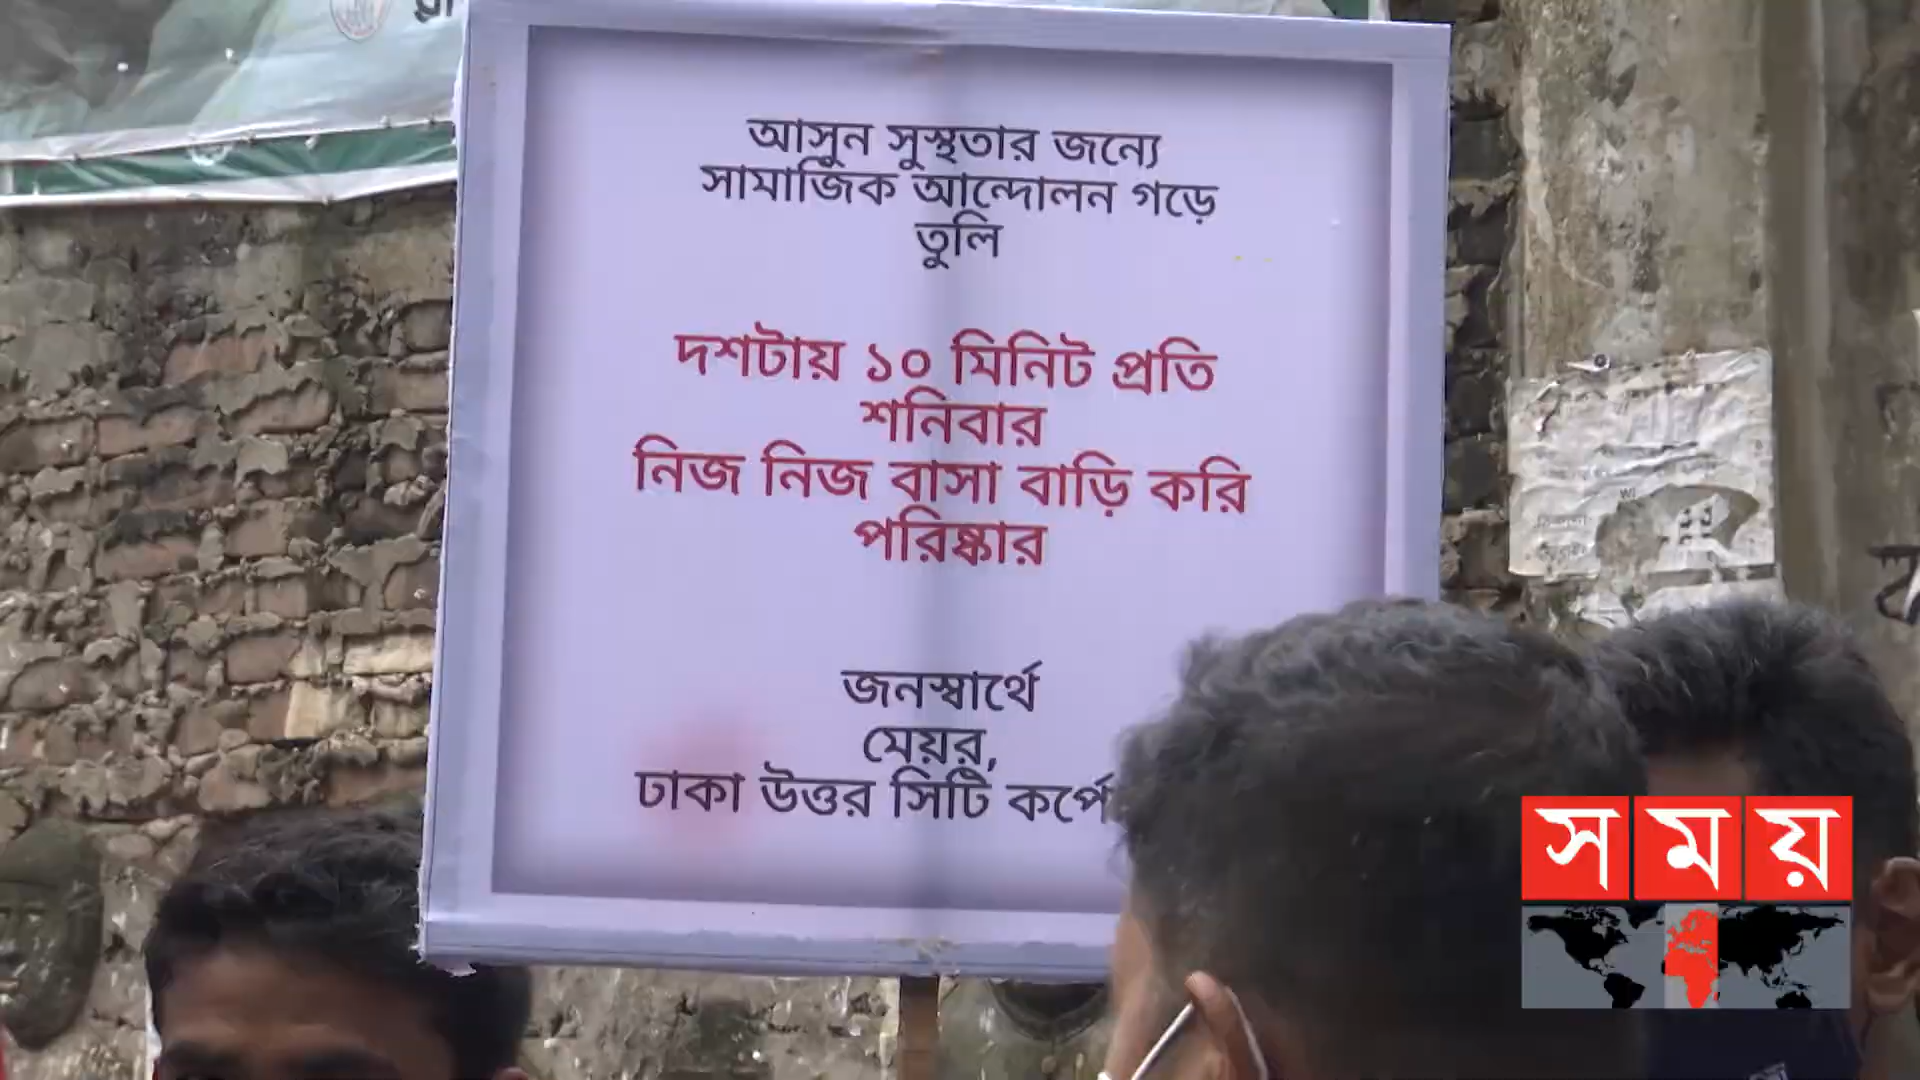 আসুন সুস্থতার জন্যে
সামাজিক আন্দোলন গড়ে
তুলি
দশটায় ১০ মিনিট প্রতি
শনিবার
নিজ নিজ বাসা বাড়ি করি
পরিষ্কার
জনস্বার্থে
মেয়র,
ঢাকা উত্তর সিটি
সময়